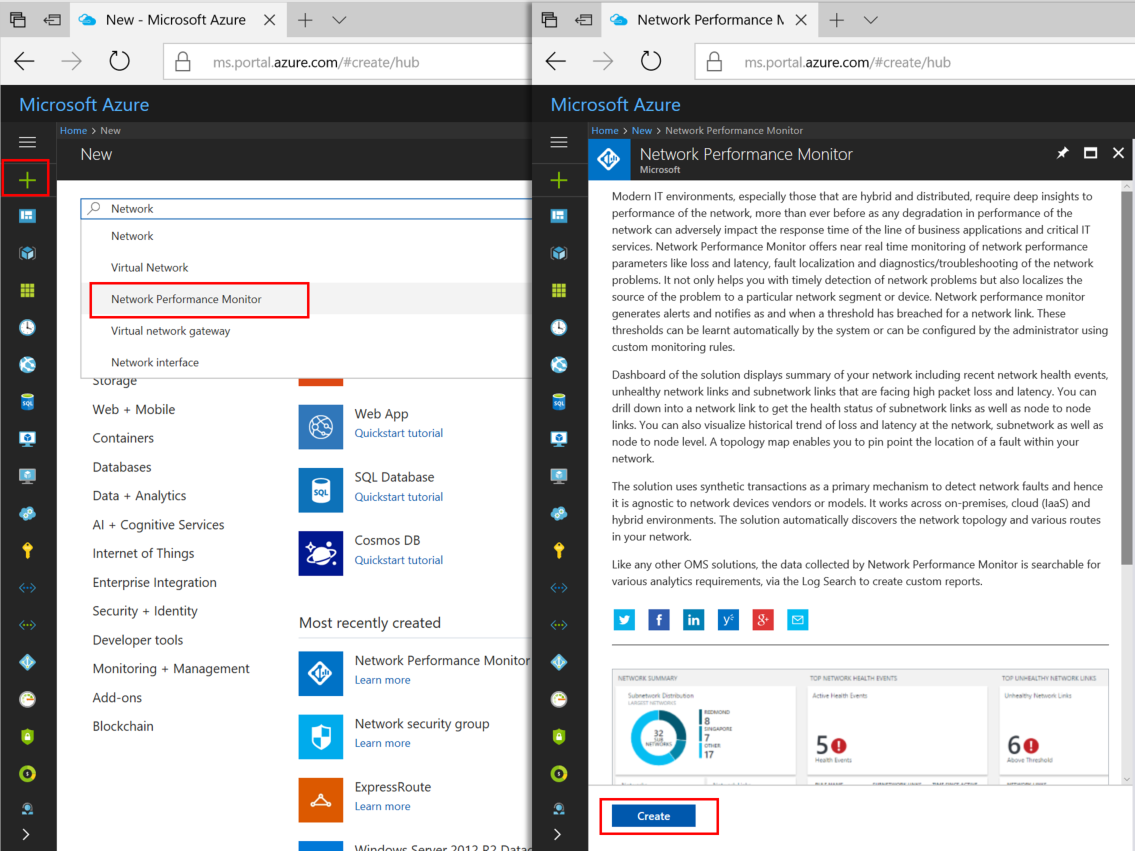 New - Microsoft Azure
ms.portal.azure.com/#create/hub
Microsoft Azure
Home > New
New
Network
Network
Virtual Network
Network Performance Monitor
Virtual network gateway
Network interface
Storage
Web + Mobile
Containers
Databases
Data + Analytics
AI + Cognitive Services
Internet of Things
Enterprise Integration
Security + Identity
Developer tools
Monitoring + Management
Add-ons
Blockchain
Web App
Quickstart tutorial
SQL
SQL Database
Quickstart tutorial
Cosmos DB
Quickstart tutorial
Most recently created
Network Performance Monitor
Learn more
Network security group
Learn more
ExpressRoute
Learn more
Windows Server 2012 R2 Datac
SQL
Network Performance M
ms.portal.azure.com/#create/hub
Microsoft Azure
Home > New > Network Performance Monitor
Network Performance Monitor
Microsoft
Modern IT environments, especially those that are hybrid and distributed, require deep insights to
performance of the network, more than ever before as any degradation in performance of the
network can adversely impact the response time of the line of business applications and critical IT
services. Network Performance Monitor offers near real time monitoring of network performance
parameters like loss and latency, fault localization and diagnostics/troubleshooting of the network
problems. It not only helps you with timely detection of network problems but also localizes the
source of the problem to a particular network segment or device. Network performance monitor
generates alerts and notifies as and when a threshold has breached for a network link. These
thresholds can be learnt automatically by the system or can be configured by the administrator using
custom monitoring rules.
Dashboard of the solution displays summary of your network including recent network health events,
unhealthy network links and subnetwork links that are facing high packet loss and latency. You can
drill down into a network link to get the health status of subnetwork links as well as node to node
links. You can also visualize historical trend of loss and latency at the network, subnetwork as well as
node to node level. A topology map enables you to pin point the location of a fault within your
network.
The solution uses synthetic transactions as a primary mechanism to detect network faults and hence
it is agnostic to network devices vendors or models. It works across on-premises, cloud (IaaS) and
hybrid environments. The solution automatically discovers the network topology and various routes
in your network.
Like any other OMS solutions, the data collected by Network Performance Monitor is searchable for
various analytics requirements, via the Log Search to create custom reports.
SQL
NETWORK SUMMARY
Subnetwork Distribution
LARGEST NETWORKS
32
SUB
NETWORKS
REDMOND
8
SINGAPORE
7
OTHER
17
TOP NETWORK HEALTH EVENTS
Active Health Events
5
Health Events
TOP UNHEALTHY NETWORK LINKS
Unhealthy Network Links
6
Above Threshold
Create